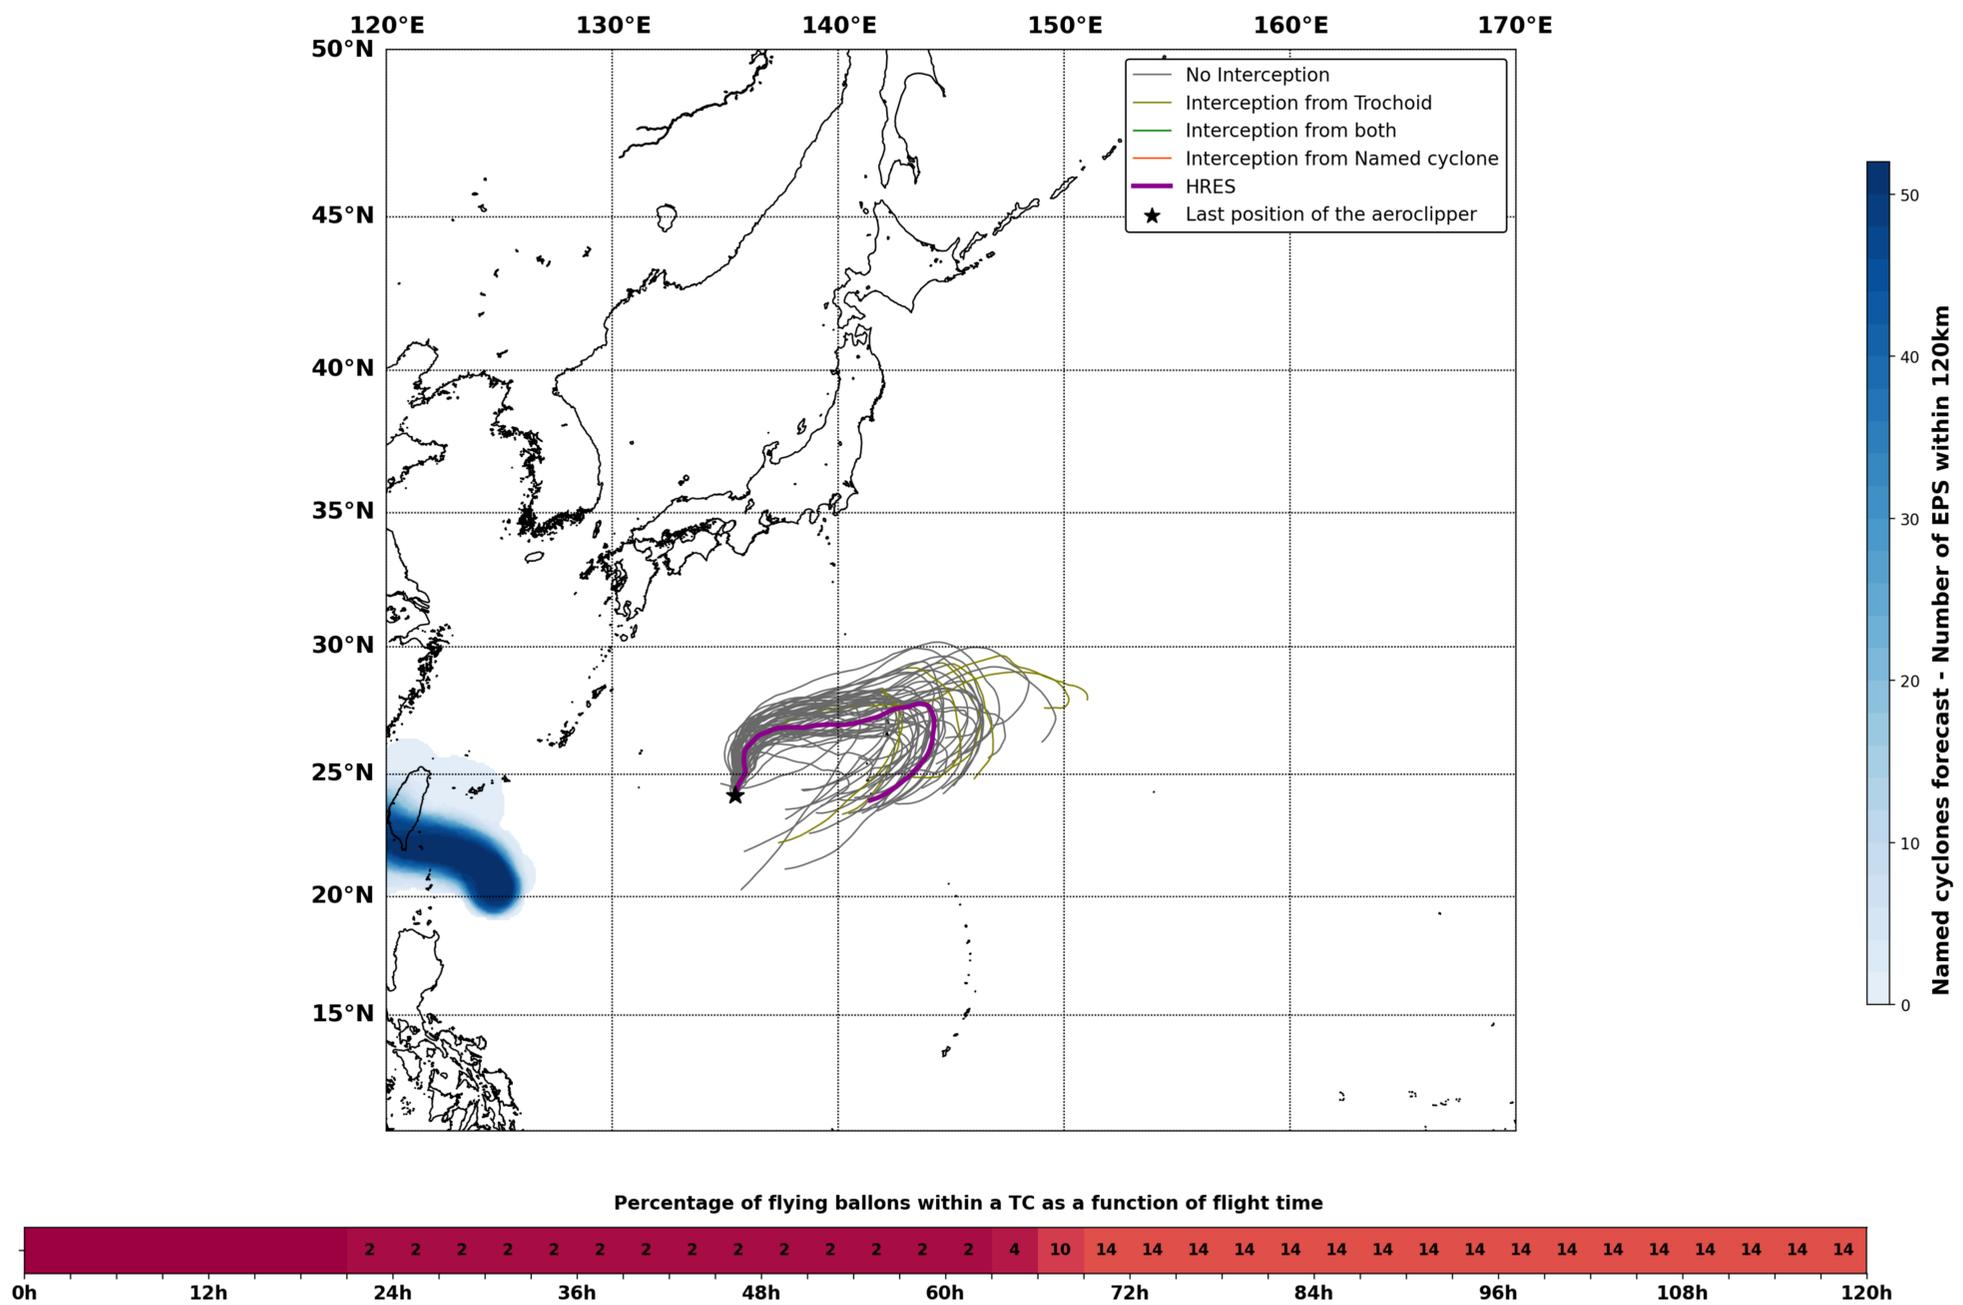 120°E 130°E 140°E 150°E 160°E 170°E
50°N
45°N
40°N
35°N
30°N
25°N
20°N
15°N
No Interception
Interception from Trochoid
Interception from both
Interception from Named cyclone
HRES
Last position of the aeroclipper
50
40
30
20
10
0
Named cyclones forecast - Number of EPS within 120km
Percentage of flying ballons within a TC as a function of flight time
2 2 2 2 2 2 2 2 2 2 2 2 2 2 4 10 14 14 14 14 14 14 14 14 14 14 14 14 14 14 14 14 14
0h 12h 24h 36h 48h 60h 72h 84h 96h 108h 120h